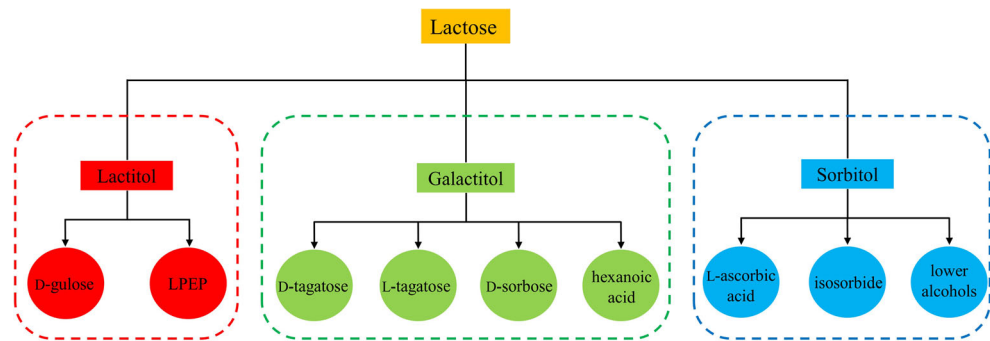 Lactose
Lactitol
Galactitol
Sorbitol
D-gulose
LPEP
D-tagatose
L-tagatose
D-sorbose
hexanoic
acid
L-ascorbic
acid
isosorbide
lower
alcohols